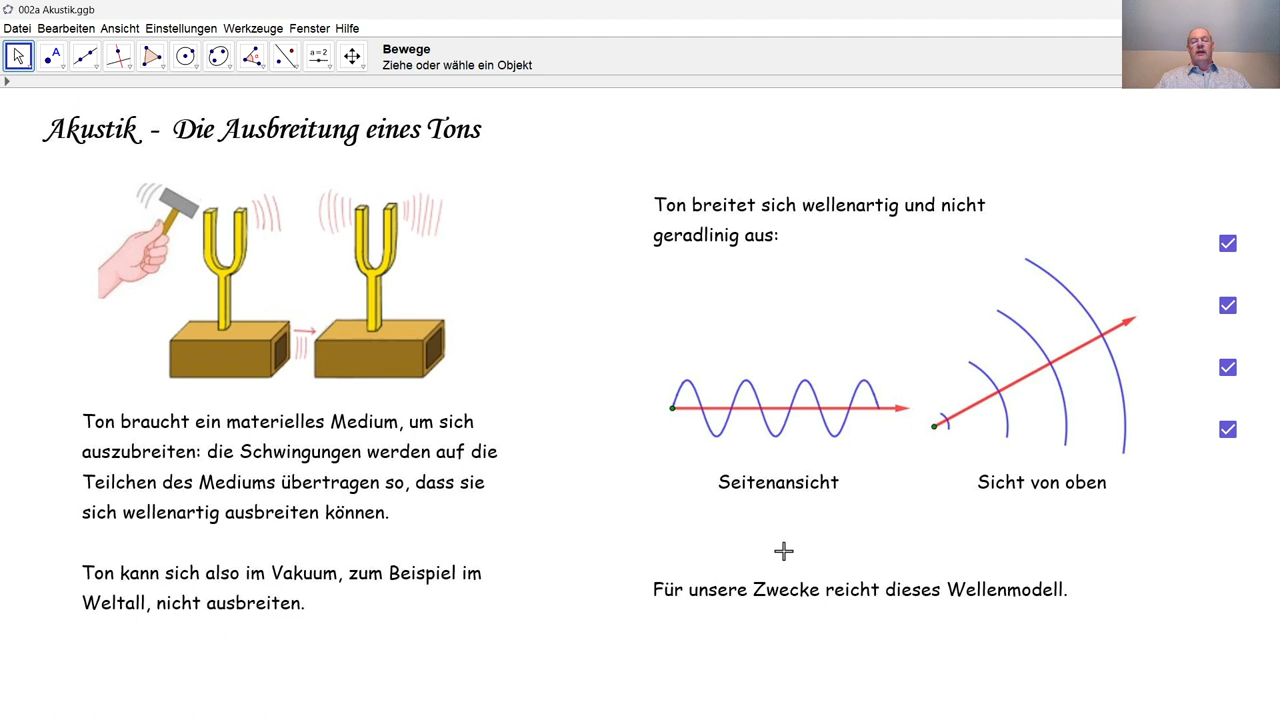 002a Akustik.ggb
Datei Bearbeiten Ansicht Einstellungen Werkzeuge Fenster Hilfe
A
a=2
Bewege
Ziehe oder wähle ein Objekt
Akustik - Die Ausbreitung eines Tons
Ton braucht ein materielles Medium, um sich
auszubreiten: die Schwingungen werden auf die
Teilchen des Mediums übertragen so, dass sie
sich wellenartig ausbreiten können.
Ton kann sich also im Vakuum, zum Beispiel im
Weltall, nicht ausbreiten.
Ton breitet sich wellenartig und nicht
geradlinig aus:
Seitenansicht
Sicht von oben
Für unsere Zwecke reicht dieses Wellenmodell.